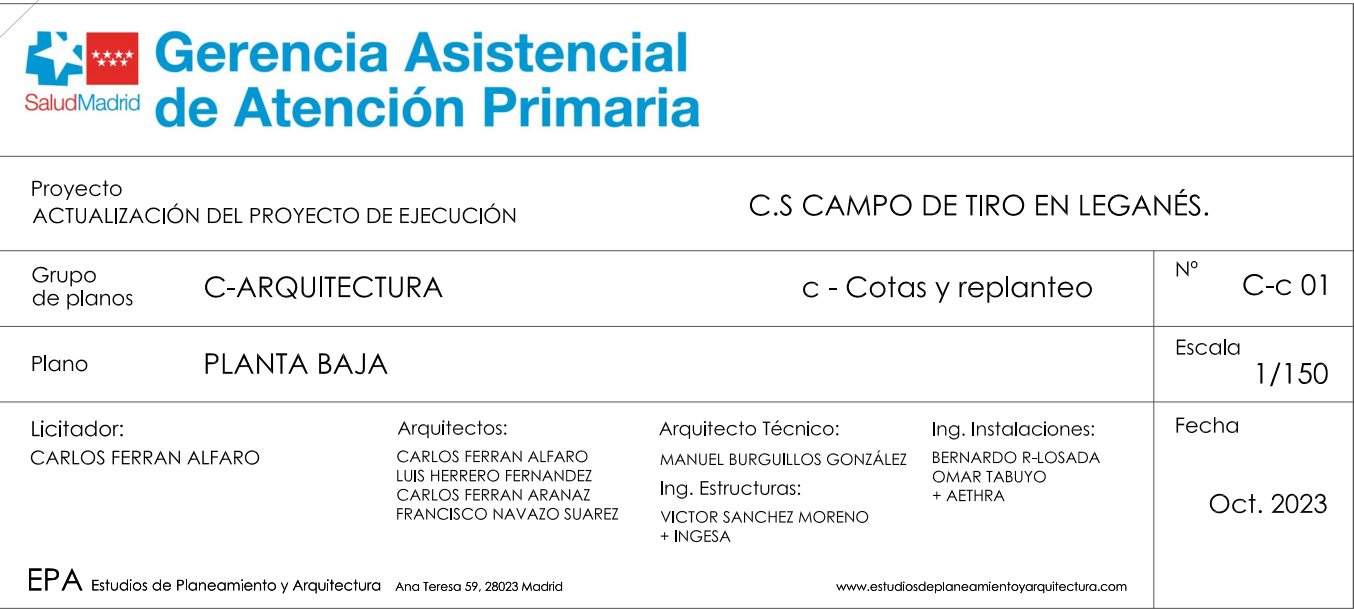 SaludMadrid
Gerencia Asistencial
de Atención Primaria
Proyecto
ACTUALIZACIÓN DEL PROYECTO DE EJECUCIÓN
C.S CAMPO DE TIRO EN LEGANÉS.
Grupo
de planos
C-ARQUITECTURA
c - Cotas y replanteo
Nº
C-c 01
Plano
PLANTA BAJA
Escala
1/150
Licitador:
CARLOS FERRAN ALFARO
Arquitectos:
CARLOS FERRAN ALFARO
LUIS HERRERO FERNANDEZ
CARLOS FERRAN ARANAZ
FRANCISCO NAVAZO SUAREZ
Arquitecto Técnico:
MANUEL BURGUILLOS GONZÁLEZ
Ing. Estructuras:
VICTOR SANCHEZ MORENO
+ INGESA
Ing. Instalaciones:
BERNARDO R-LOSADA
OMAR TABUYO
+ AETHRA
Fecha
Oct. 2023
EPA Estudios de Planeamiento y Arquitectura Ana Teresa 59, 28023 Madrid
www.estudiosdeplaneamientoyarquitectura.com